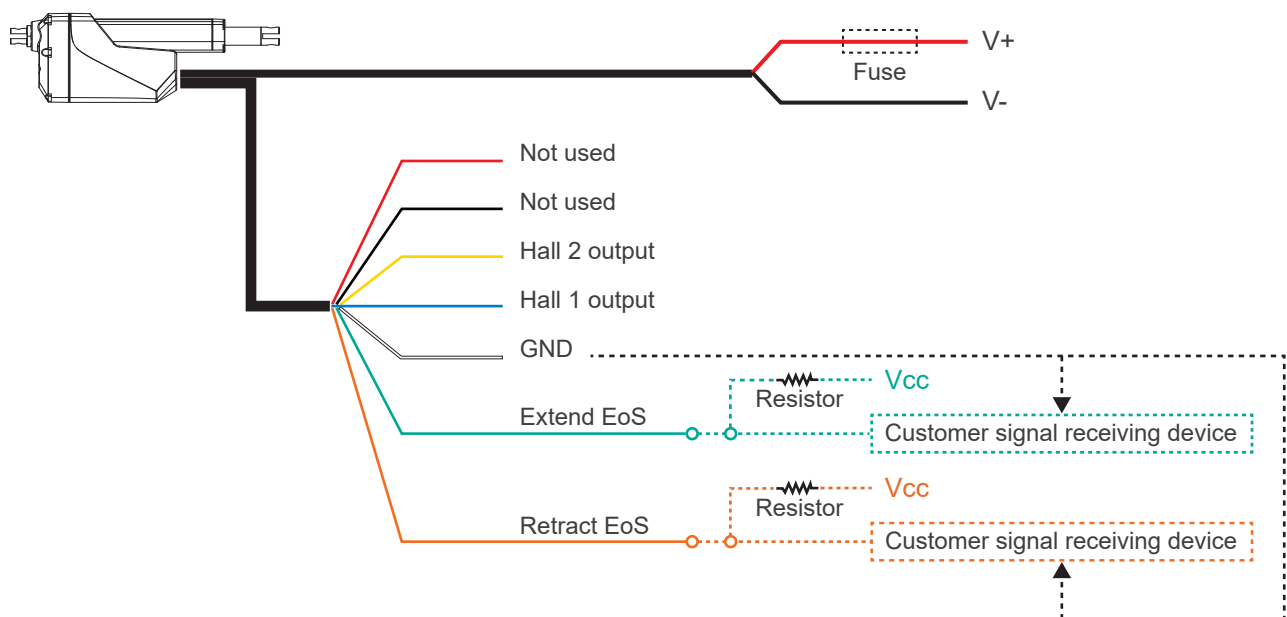 V+
Fuse
V-
Not used
Not used
Hall 2 output
Hall 1 output
GND
Vcc
Resistor
Extend EoS
Customer signal receiving device
Vcc
Resistor
Retract EoS
Customer signal receiving device